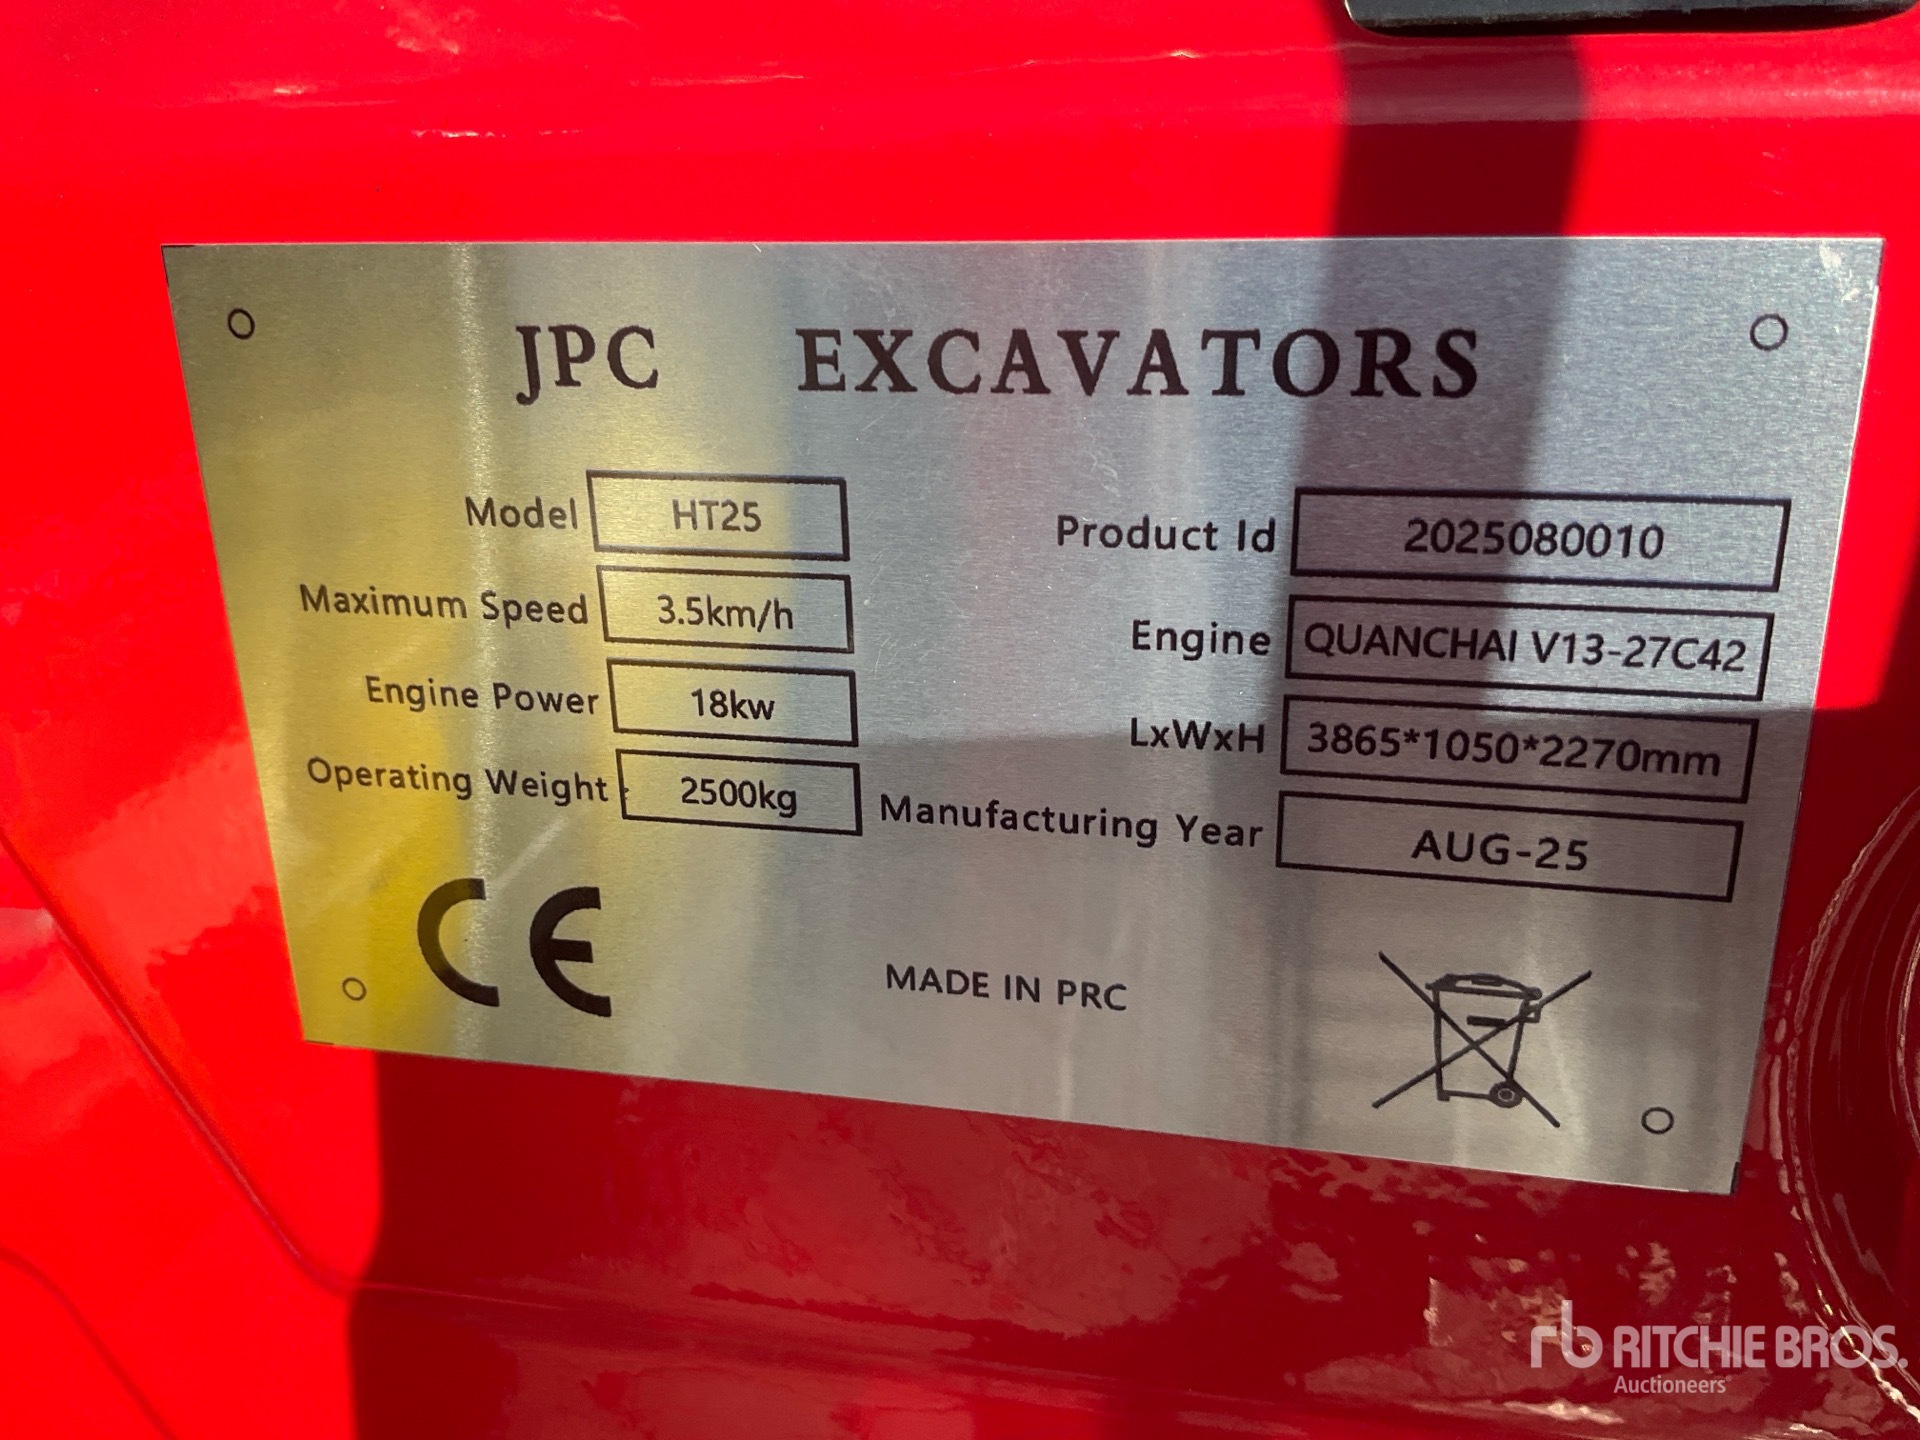 JPC EXCAVATORS
Model HT25
Maximum Speed 3.5km/h
Engine Power 18kw
Operating Weight 2500kg
Product Id 2025080010
Engine QUANCHAI V13-27C42
LxWxH 3865*1050*2270mm
Manufacturing Year AUG-25
CE
MADE IN PRC
rb RITCHIE BROS.
Auctioneers